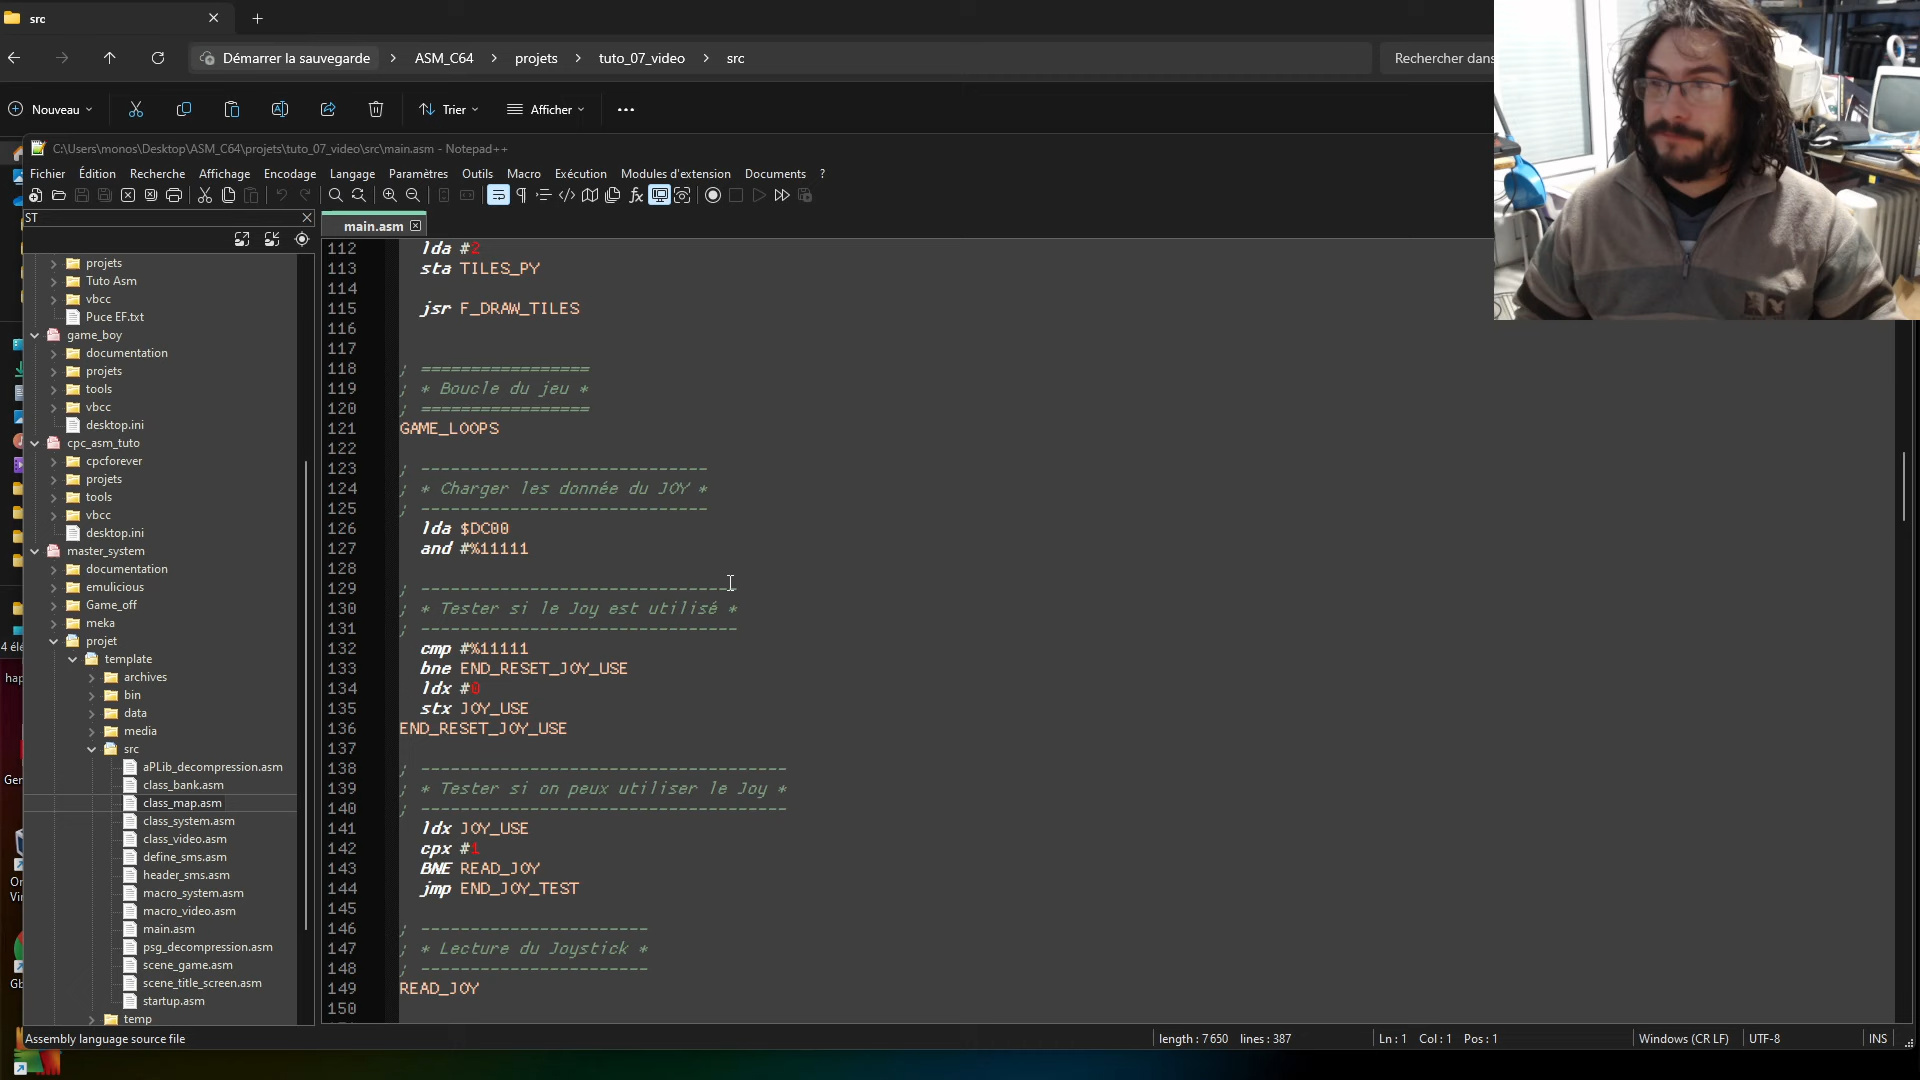 src
Démarrer la sauvegarde > ASM_C64 > projets > tuto_07_video > src
Rechercher dans
Nouveau
Trier
Afficher
C:\Users\monos\Desktop\ASM_C64\projets\tuto_07_video\src\main.asm - Notepad++
Fichier Édition Recherche Affichage Encodage Langage Paramètres Outils Macro Exécution Modules d'extension Documents ?
ST
main.asm
projets
Tuto Asm
vbcc
Puce EF.txt
game_boy
documentation
projets
tools
vbcc
desktop.ini
cpc_asm_tuto
cpcforever
projets
tools
vbcc
desktop.ini
master_system
documentation
emulicious
Game_off
meka
projet
template
archives
bin
data
media
src
aPLib_decompression.asm
class_bank.asm
class_map.asm
class_system.asm
class_video.asm
define_sms.asm
header_sms.asm
macro_system.asm
macro_video.asm
main.asm
psg_decompression.asm
scene_game.asm
scene_title_screen.asm
startup.asm
temp
112 lda #2
113 sta TILES_PY
114
115 jsr F_DRAW_TILES
116
117
118 ; =================
119 ; * Boucle du jeu *
120 ; =================
121 GAME_LOOPS
122
123 ; -----------------------------
124 ; * Charger les donnée du JOY *
125 ; -----------------------------
126 lda $DC00
127 and #%11111
128
129 ; --------------------------------
130 ; * Tester si le Joy est utilisé *
131 ; --------------------------------
132 cmp #%11111
133 bne END_RESET_JOY_USE
134 ldx #0
135 stx JOY_USE
136 END_RESET_JOY_USE
137
138 ; -------------------------------------
139 ; * Tester si on peux utiliser le Joy *
140 ; -------------------------------------
141 ldx JOY_USE
142 cpx #1
143 BNE READ_JOY
144 jmp END_JOY_TEST
145
146 ; -----------------------
147 ; * Lecture du Joystick *
148 ; -----------------------
149 READ_JOY
150
Assembly language source file
length : 7 650 lines : 387
Ln : 1 Col : 1 Pos : 1
Windows (CR LF)
UTF-8
INS